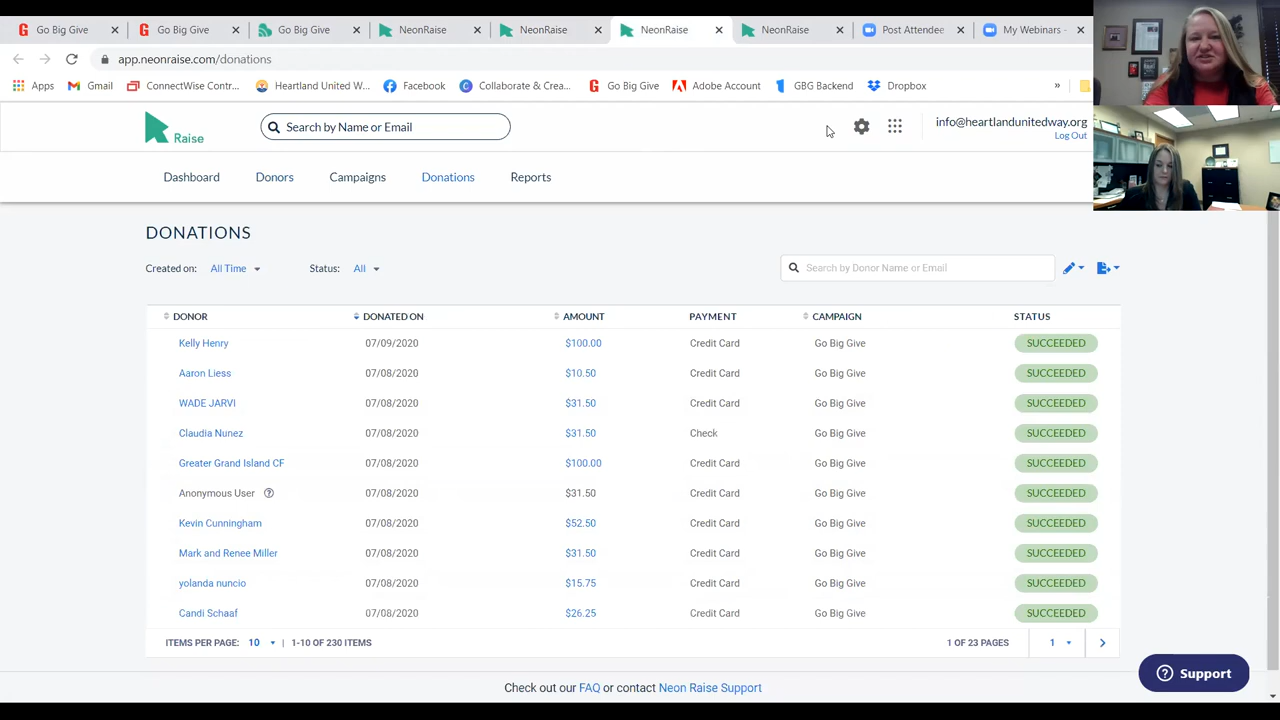 Go Big Give
Go Big Give
Go Big Give
NeonRaise
NeonRaise
NeonRaise
NeonRaise
Post Attendee
My Webinars -
app.neonraise.com/donations
Apps
Gmail
ConnectWise Contr...
Heartland United W...
Facebook
Collaborate & Crea...
Go Big Give
Adobe Account
GBG Backend
Dropbox
»
Raise
Search by Name or Email
info@heartlandunitedway.org
Log Out
Dashboard
Donors
Campaigns
Donations
Reports
DONATIONS
Created on: All Time
Status: All
Search by Donor Name or Email
DONOR DONATED ON AMOUNT PAYMENT CAMPAIGN STATUS
Kelly Henry 07/09/2020 $100.00 Credit Card Go Big Give SUCCEEDED
Aaron Liess 07/08/2020 $10.50 Credit Card Go Big Give SUCCEEDED
WADE JARVI 07/08/2020 $31.50 Credit Card Go Big Give SUCCEEDED
Claudia Nunez 07/08/2020 $31.50 Check Go Big Give SUCCEEDED
Greater Grand Island CF 07/08/2020 $100.00 Credit Card Go Big Give SUCCEEDED
Anonymous User 07/08/2020 $31.50 Credit Card Go Big Give SUCCEEDED
Kevin Cunningham 07/08/2020 $52.50 Credit Card Go Big Give SUCCEEDED
Mark and Renee Miller 07/08/2020 $31.50 Credit Card Go Big Give SUCCEEDED
yolanda nuncio 07/08/2020 $15.75 Credit Card Go Big Give SUCCEEDED
Candi Schaaf 07/08/2020 $26.25 Credit Card Go Big Give SUCCEEDED
ITEMS PER PAGE: 10 | 1-10 OF 230 ITEMS 1 OF 23 PAGES 1
Support
Check out our FAQ or contact Neon Raise Support